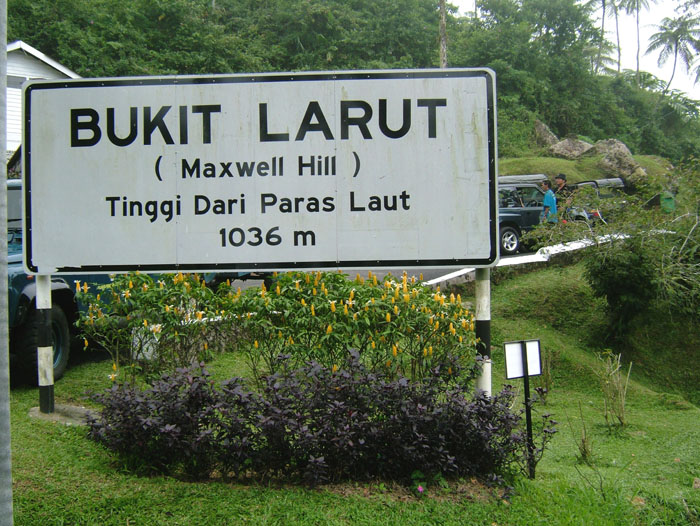 BUKIT LARUT
( Maxwell Hill )
Tinggi Dari Paras Laut
1036 m